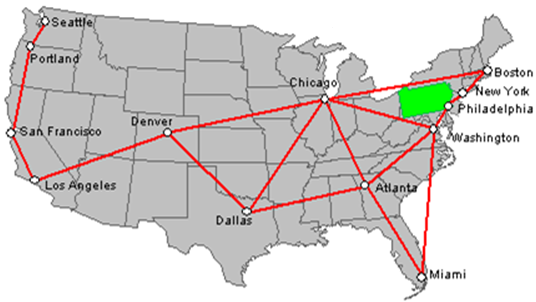 Seattle
Portland
Chicago
Boston
New York
Philadelphia
Denver
San Francisco
Washington
Los Angeles
Atlanta
Dallas
Miami